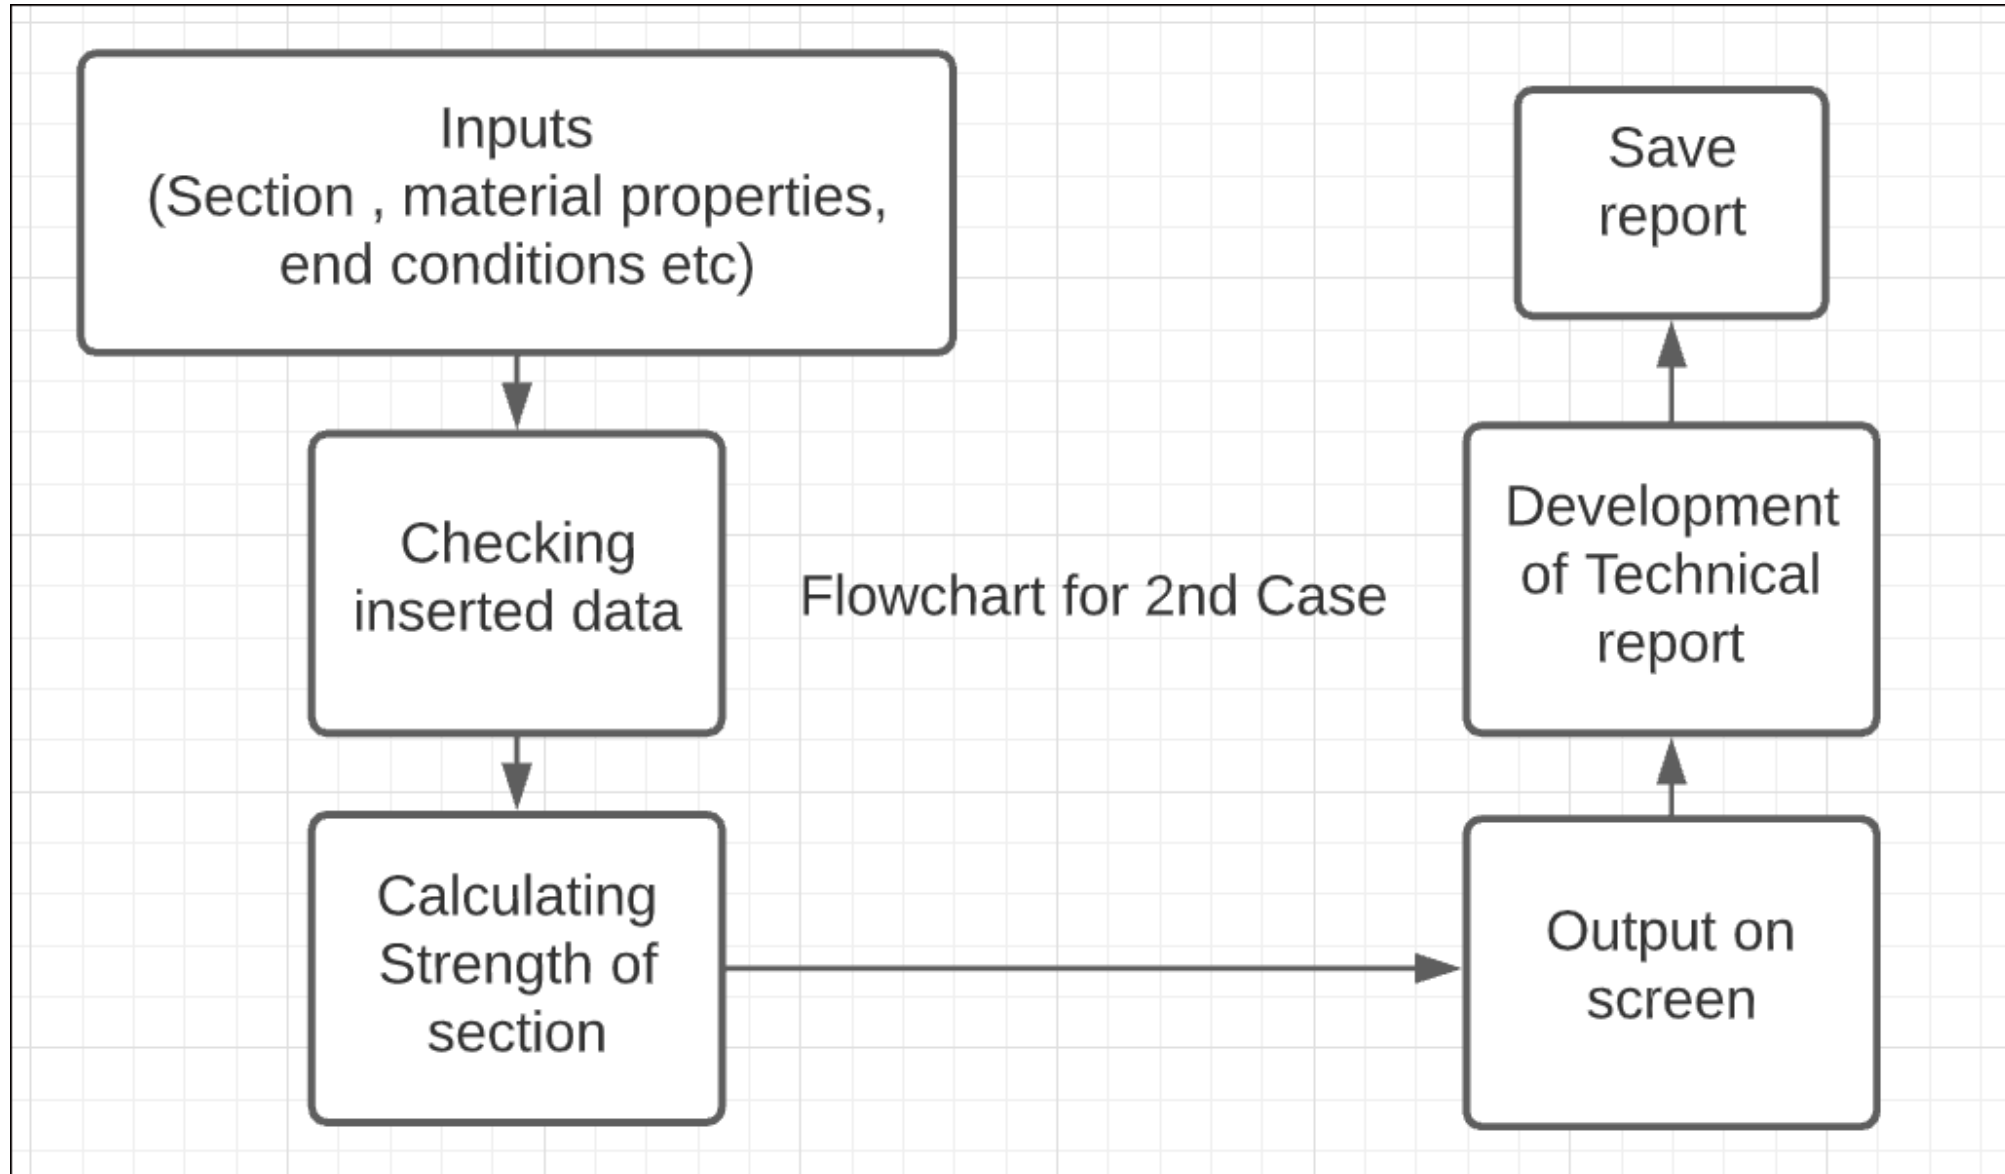 Inputs
(Section , material properties,
end conditions etc)
Checking
inserted data
Calculating
Strength of
section
Flowchart for 2nd Case
Output on
screen
Development
of Technical
report
Save
report